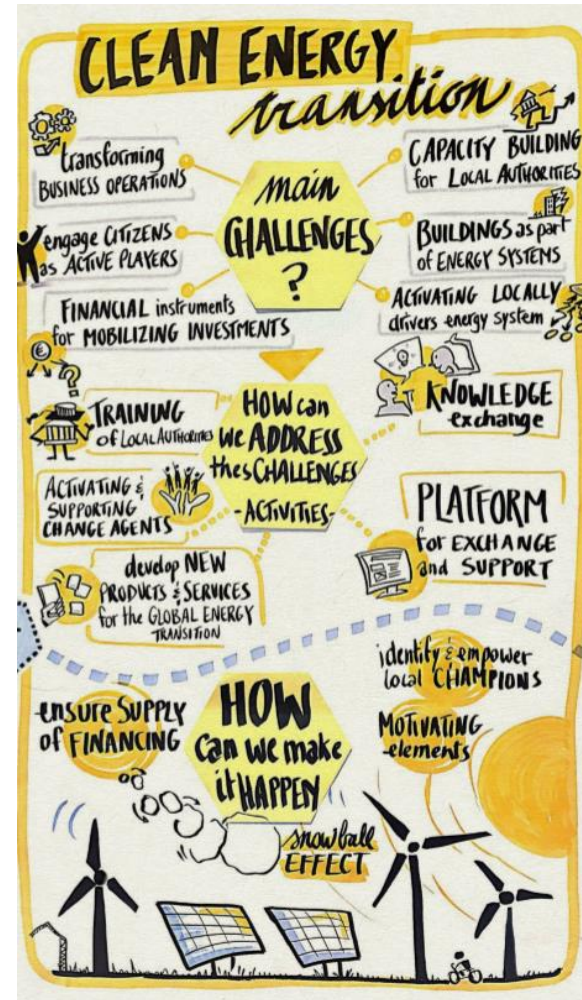 CLEAN ENERGY
transition
main
CHALLENGES
?
transforming
BUSINESS OPERATIONS
engage CITIZENS
as ACTIVE PLAYERS
FINANCIAL instruments
for MOBILIZING INVESTMENTS
€
?
CAPACITY BUILDING
for LOCAL AUTHORITIES
BUILDINGS as part
of ENERGY SYSTEMS
ACTIVATING LOCALLY
drivers energy system
HOW can
we ADDRESS
thesCHALLENGES
-ACTIVITIES-
TRAINING
of LOCAL AUTHORITIES
ACTIVATING &
SUPPORTING
CHANGE AGENTS
develop NEW
PRODUCTS & SERVICES
for the GLOBAL ENERGY
TRANSITION
KNOWLEDGE
exchange
PLATFORM
for EXCHANGE
and SUPPORT
HOW
can we make
it HAPPEN
ensure SUPPLY
of FINANCING
identify & empower
local CHAMPIONS
MOTIVATING
elements
snowball
EFFECT